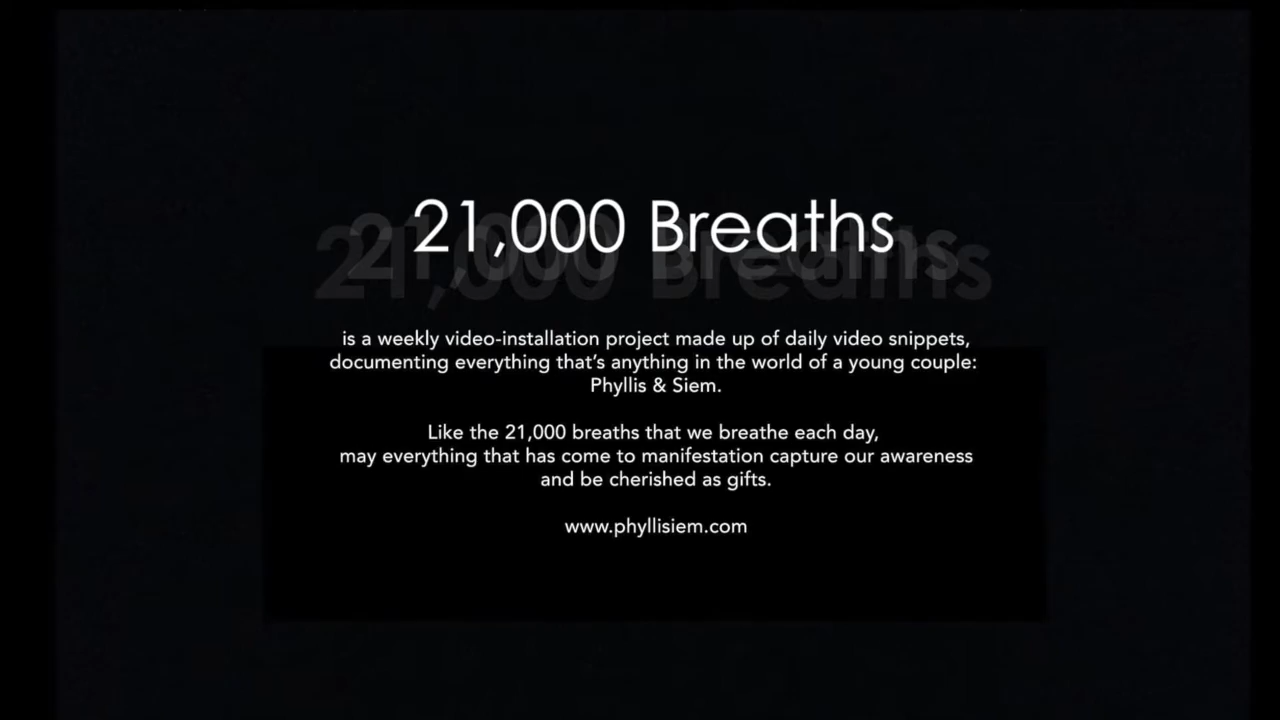 21,000 Breaths
is a weekly video-installation project made up of daily video snippets,
documenting everything that's anything in the world of a young couple:
Phyllis & Siem.
Like the 21,000 breaths that we breathe each day,
may everything that has come to manifestation capture our awareness
and be cherished as gifts.
www.phyllisiem.com